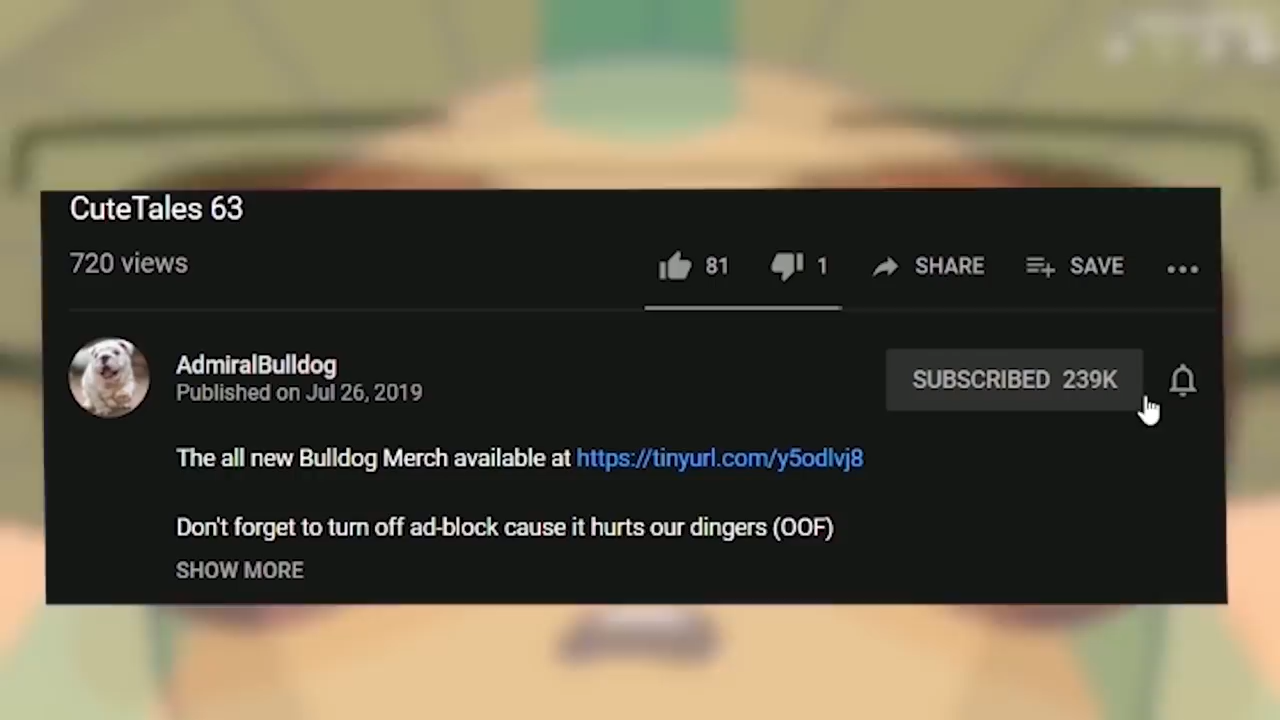 CuteTales 63
720 views
81 1 SHARE SAVE
AdmiralBulldog
Published on Jul 26, 2019
SUBSCRIBED 239K
The all new Bulldog Merch available at https://tinyurl.com/y5odlvj8
Don't forget to turn off ad-block cause it hurts our dingers (OOF)
SHOW MORE